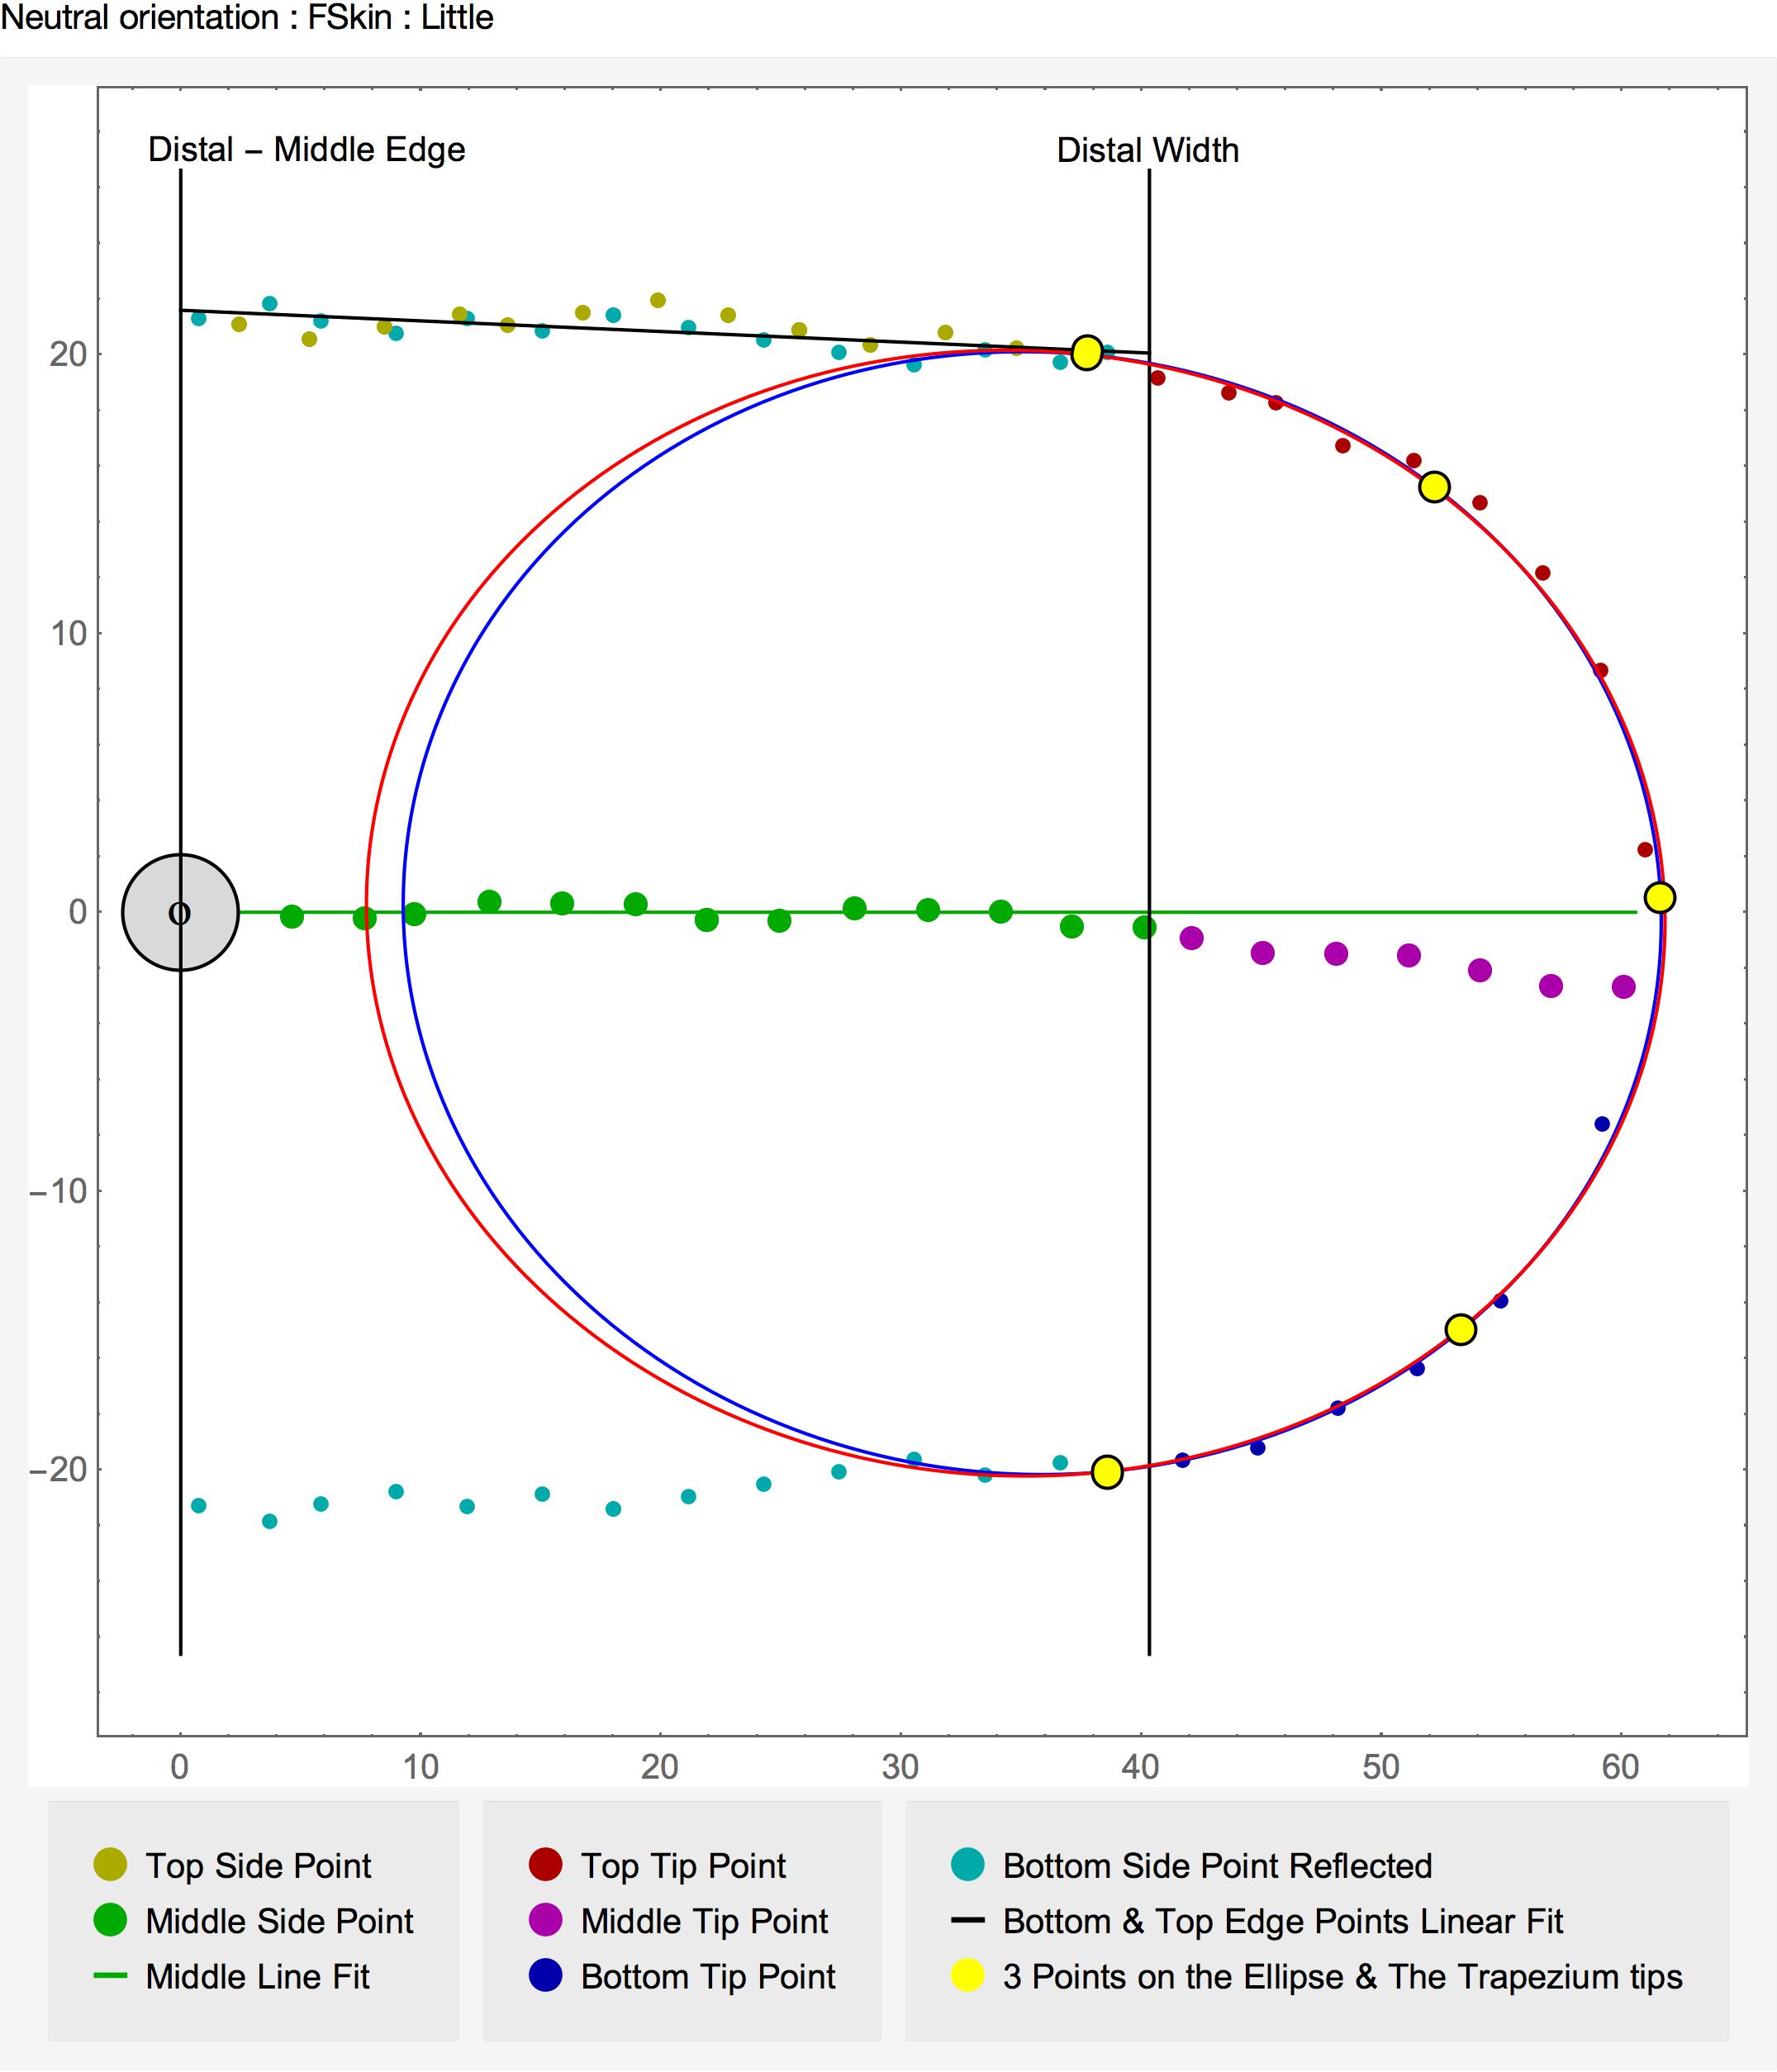 Neutral orientation : FSkin : Little
Distal – Middle Edge
Distal Width
20
10
0
−10
−20
O
0 10 20 30 40 50 60
Top Side Point
Middle Side Point
Middle Line Fit
Top Tip Point
Middle Tip Point
Bottom Tip Point
Bottom Side Point Reflected
Bottom & Top Edge Points Linear Fit
3 Points on the Ellipse & The Trapezium tips